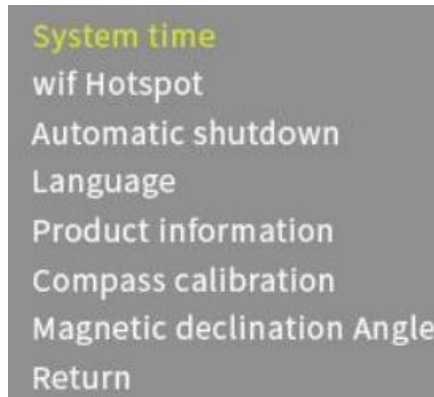 System time
wif Hotspot
Automatic shutdown
Language
Product information
Compass calibration
Magnetic declination Angle
Return